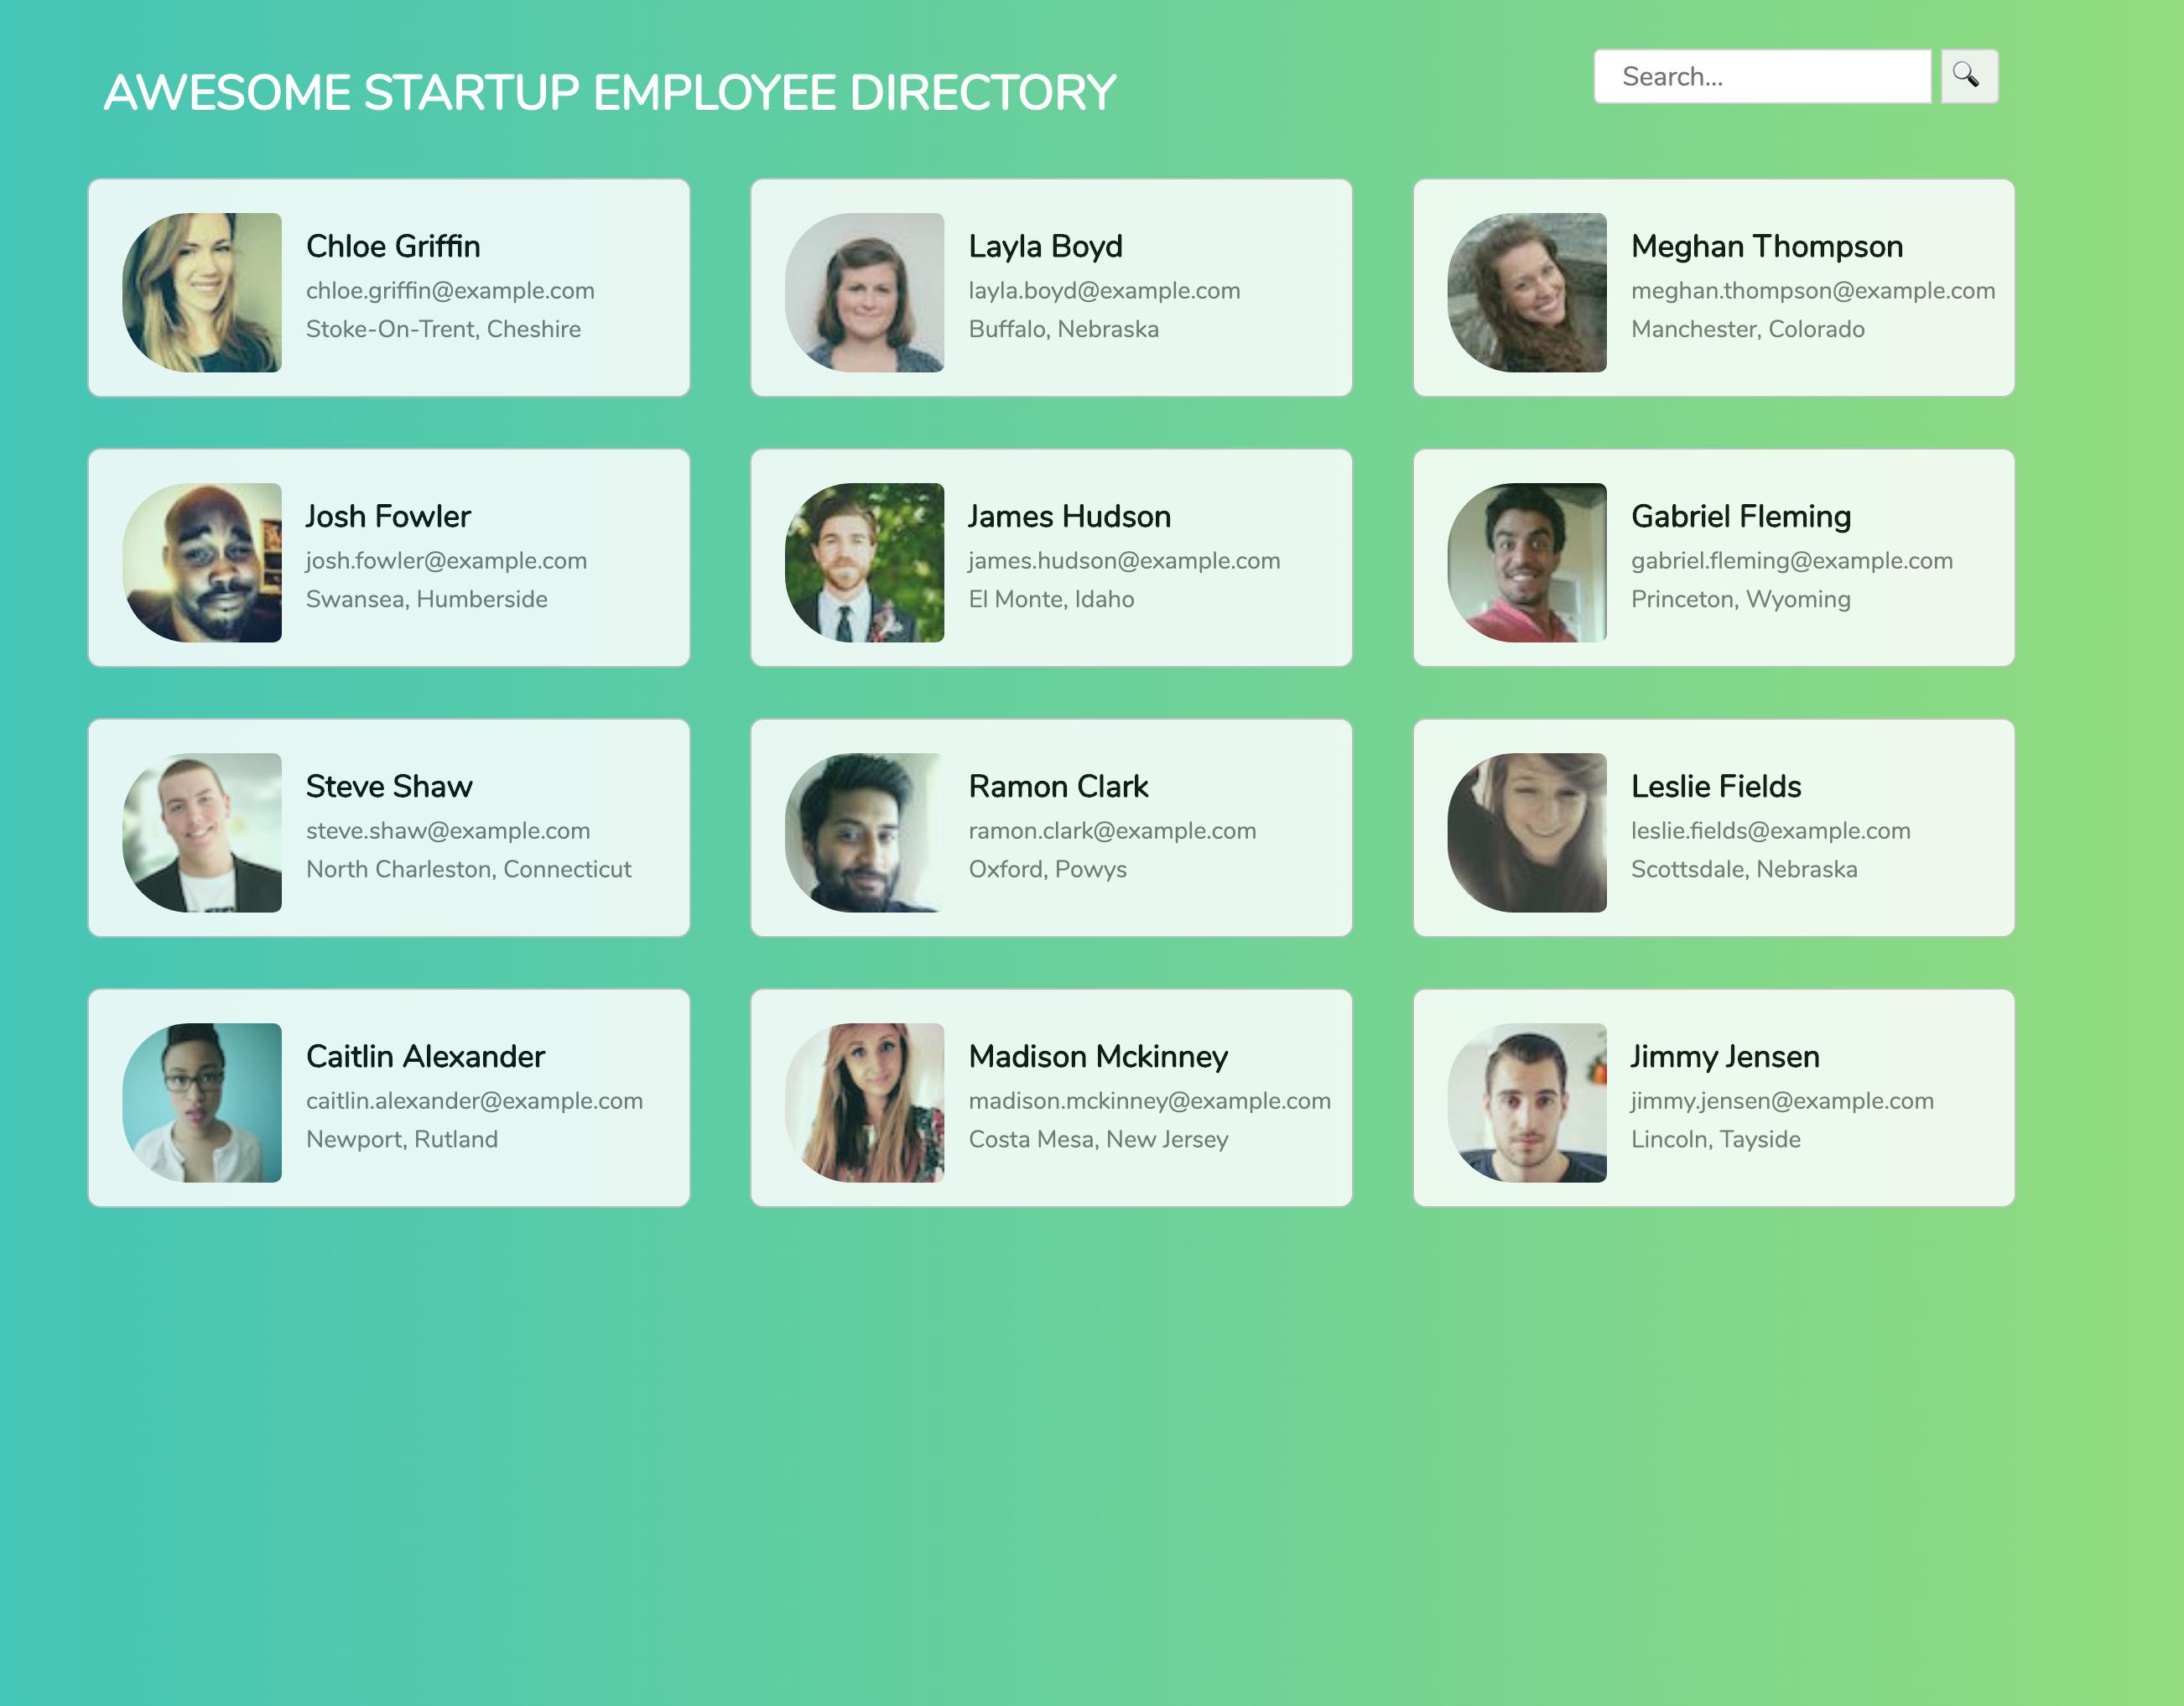 AWESOME STARTUP EMPLOYEE DIRECTORY
Search...
Chloe Griffin
chloe.griffin@example.com
Stoke-On-Trent, Cheshire
Layla Boyd
layla.boyd@example.com
Buffalo, Nebraska
Meghan Thompson
meghan.thompson@example.com
Manchester, Colorado
Josh Fowler
josh.fowler@example.com
Swansea, Humberside
James Hudson
james.hudson@example.com
El Monte, Idaho
Gabriel Fleming
gabriel.fleming@example.com
Princeton, Wyoming
Steve Shaw
steve.shaw@example.com
North Charleston, Connecticut
Ramon Clark
ramon.clark@example.com
Oxford, Powys
Leslie Fields
leslie.fields@example.com
Scottsdale, Nebraska
Caitlin Alexander
caitlin.alexander@example.com
Newport, Rutland
Madison Mckinney
madison.mckinney@example.com
Costa Mesa, New Jersey
Jimmy Jensen
jimmy.jensen@example.com
Lincoln, Tayside